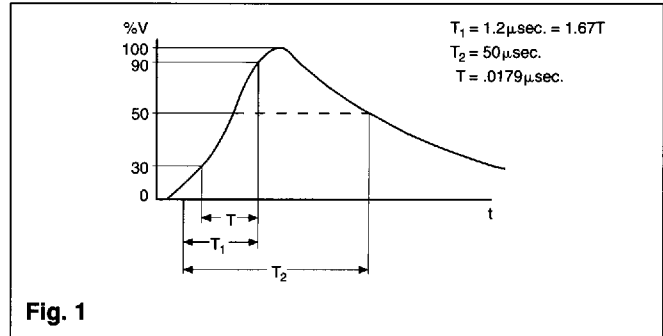 %V
T₁ = 1.2µsec. = 1.67T
T₂ = 50µsec.
T = .0179µsec.
100
90
50
30
0
t
T
T₁
T₂
Fig. 1